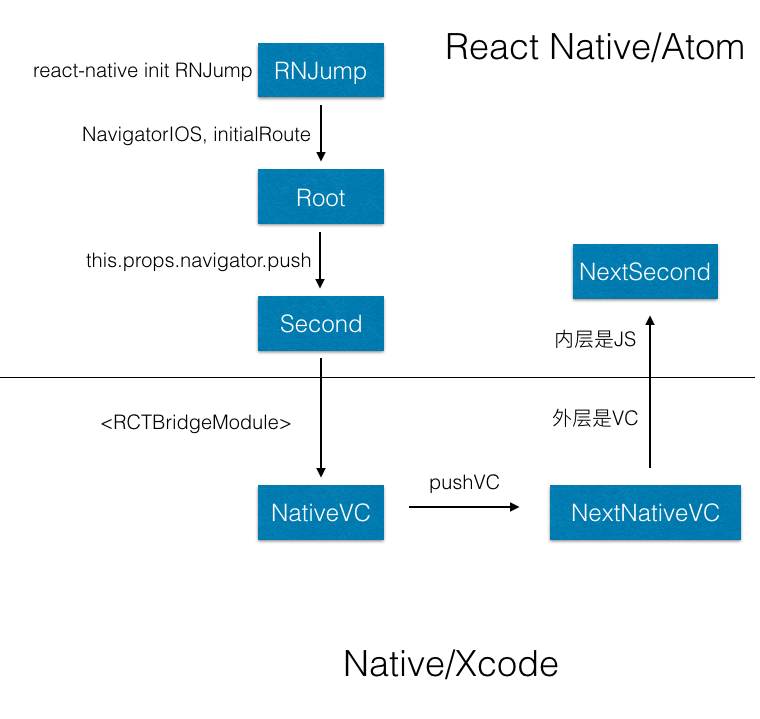 React Native/Atom
react-native init RNJump
RNJump
NavigatorIOS, initialRoute
Root
this.props.navigator.push
NextSecond
Second
内层是JS
<RCTBridgeModule>
外层是VC
pushVC
NativeVC
NextNativeVC
Native/Xcode